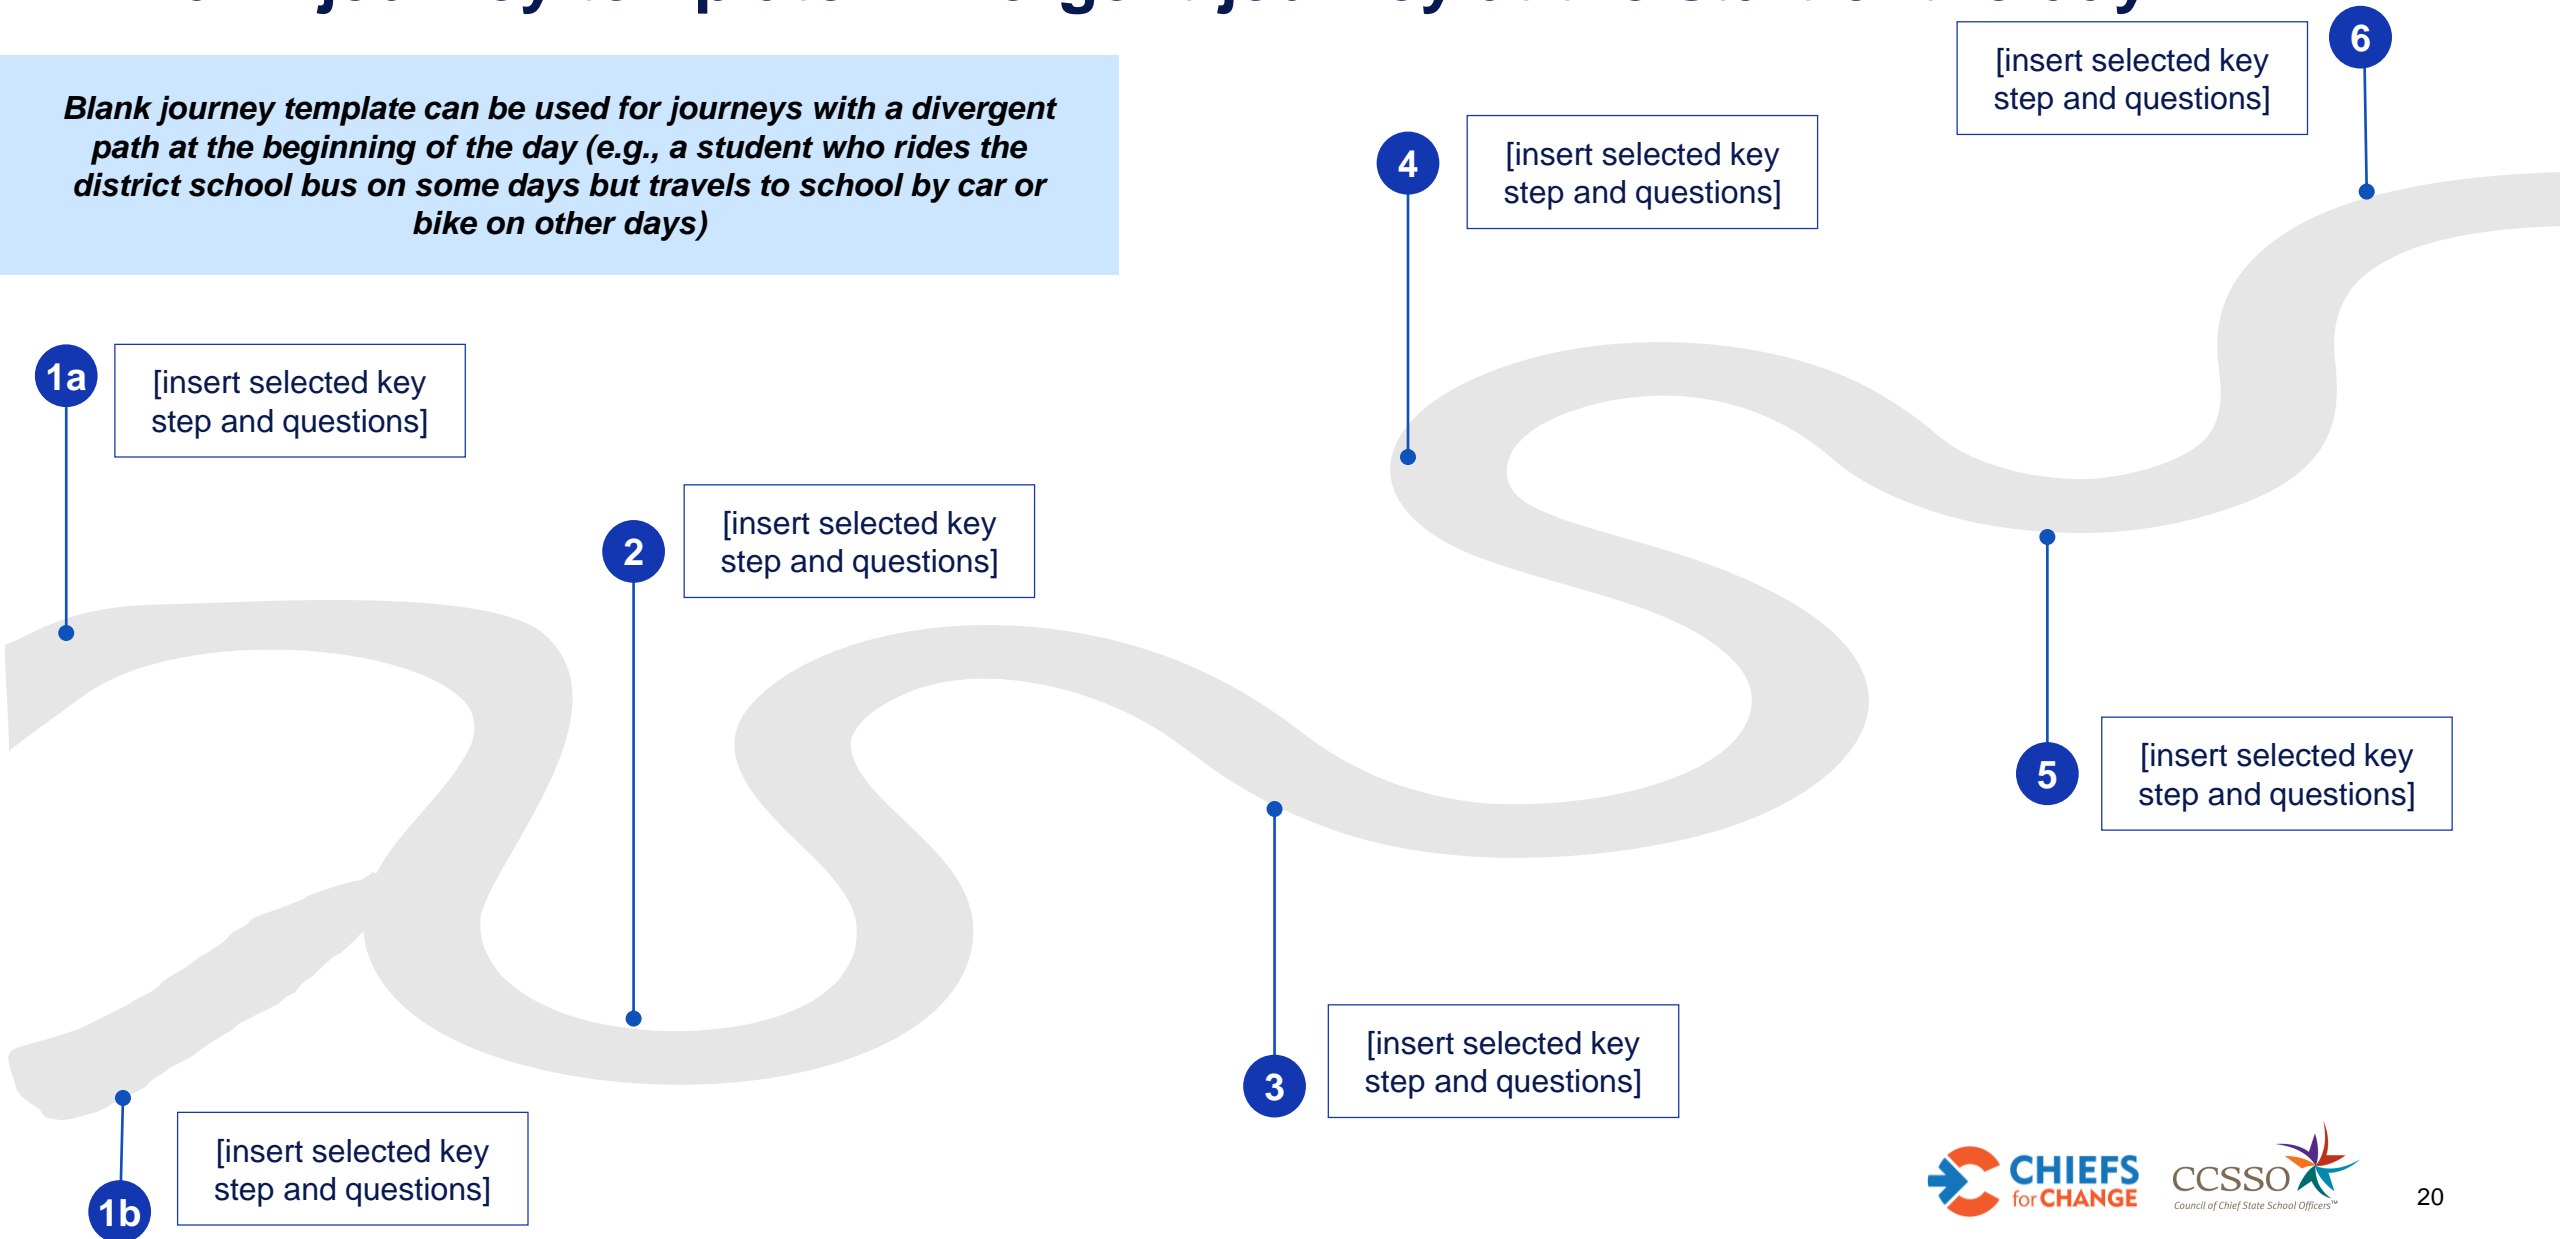 Blank journey template can be used for journeys with a divergent
path at the beginning of the day (e.g., a student who rides the
district school bus on some days but travels to school by car or
bike on other days)
6
[insert selected key
step and questions]
4
[insert selected key
step and questions]
1a
[insert selected key
step and questions]
2
[insert selected key
step and questions]
5
[insert selected key
step and questions]
3
[insert selected key
step and questions]
1b
[insert selected key
step and questions]
CHIEFS
for CHANGE
CCSSO
Council of Chief State School Officers™
20